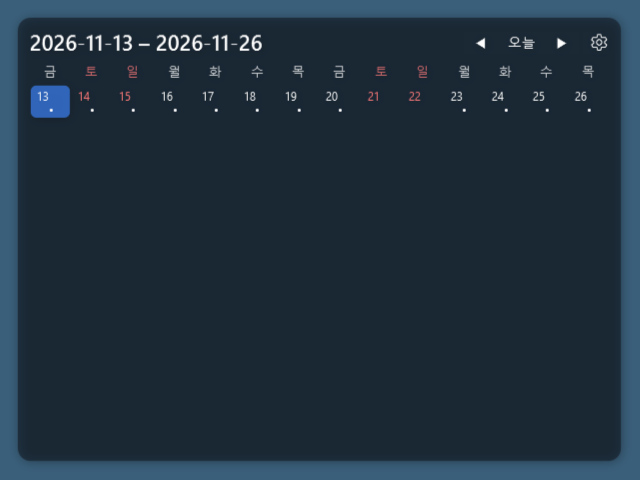 2026-11-13 – 2026-11-26 ◀ 오늘 ▶
금 토 일 월 화 수 목 금 토 일 월 화 수 목
13 14 15 16 17 18 19 20 21 22 23 24 25 26